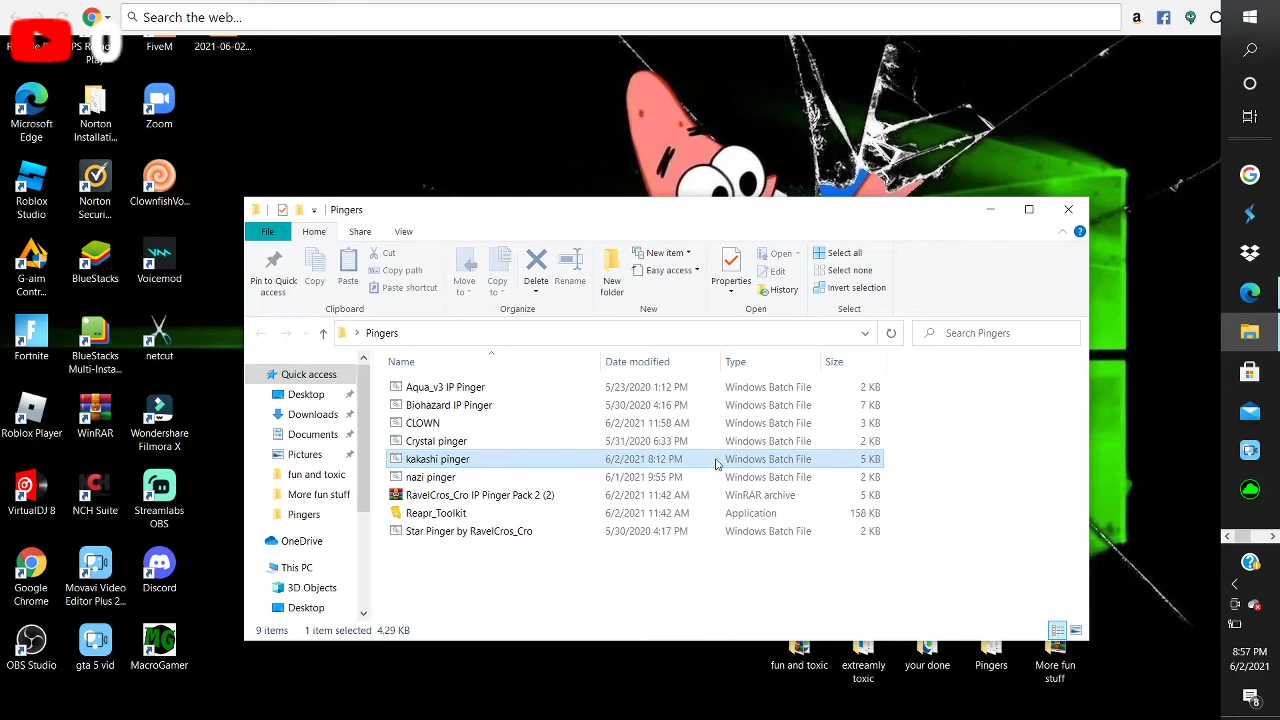 Search the web...
0
PS R
Play
FiveM
2021-06-02...
Microsoft
Edge
Norton
Installati...
Zoom
Roblox
Studio
Norton
Securi...
ClownfishVo...
G-aim
Contr...
BlueStacks
Voicemod
Fortnite
BlueStacks
Multi-Insta...
netcut
Roblox Player
WinRAR
Wondershare
Filmora X
VirtualDJ 8
NCH Suite
Streamlabs
OBS
Google
Chrome
Movavi Video
Editor Plus 2...
Discord
OBS Studio
gta 5 vid
MacroGamer
Pingers
File
Home
Share
View
Pin to Quick
access
Copy
Paste
Cut
Copy path
Paste shortcut
Clipboard
Move
to
Copy
to
Delete
Rename
Organize
New
folder
New item
Easy access
New
Properties
Open
Edit
History
Open
Select all
Select none
Invert selection
Select
Pingers
Search Pingers
Quick access
Desktop
Downloads
Documents
Pictures
fun and toxic
More fun stuff
Pingers
OneDrive
This PC
3D Objects
Desktop
Name Date modified Type Size
Aqua_v3 IP Pinger 5/23/2020 1:12 PM Windows Batch File 2 KB
Biohazard IP Pinger 5/30/2020 4:16 PM Windows Batch File 7 KB
CLOWN 6/2/2021 11:58 AM Windows Batch File 3 KB
Crystal pinger 5/31/2020 6:33 PM Windows Batch File 2 KB
kakashi pinger 6/2/2021 8:12 PM Windows Batch File 5 KB
nazi pinger 6/1/2021 9:55 PM Windows Batch File 2 KB
RavelCros_Cro IP Pinger Pack 2 (2) 6/2/2021 11:42 AM WinRAR archive 5 KB
Reapr_Toolkit 6/2/2021 11:42 AM Application 158 KB
Star Pinger by RavelCros_Cro 5/30/2020 4:17 PM Windows Batch File 2 KB
9 items 1 item selected 4.29 KB
fun and toxic
extreamly
toxic
your done
Pingers
More fun
stuff
8:57 PM
6/2/2021
8